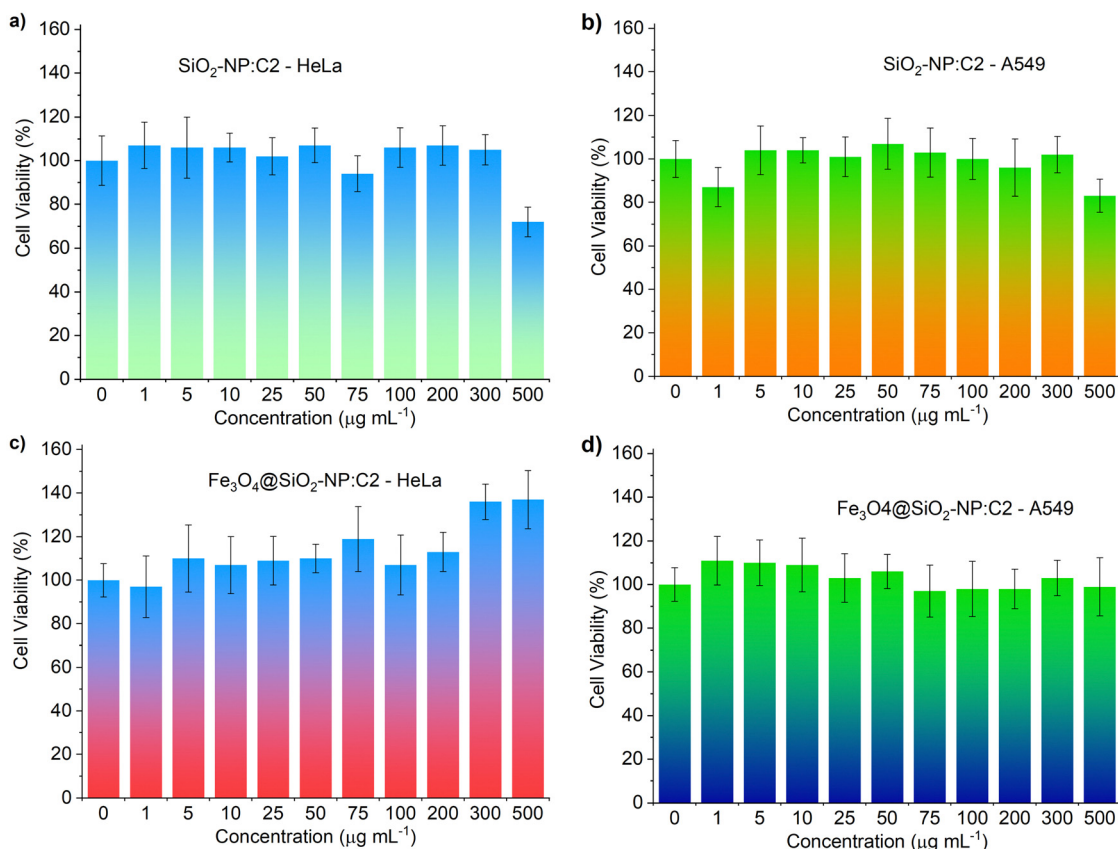 a)
SiO₂-NP:C2 - HeLa
Cell Viability (%)
160
140
120
100
80
60
40
20
0
0 1 5 10 25 50 75 100 200 300 500
Concentration (μg mL⁻¹)
b)
SiO₂-NP:C2 - A549
Cell Viability (%)
160
140
120
100
80
60
40
20
0
0 1 5 10 25 50 75 100 200 300 500
Concentration (μg mL⁻¹)
c)
Fe₃O₄@SiO₂-NP:C2 - HeLa
Cell Viability (%)
160
140
120
100
80
60
40
20
0
0 1 5 10 25 50 75 100 200 300 500
Concentration (μg mL⁻¹)
d)
Fe₃O4@SiO₂-NP:C2 - A549
Cell Viability (%)
160
140
120
100
80
60
40
20
0
0 1 5 10 25 50 75 100 200 300 500
Concentration (μg mL⁻¹)